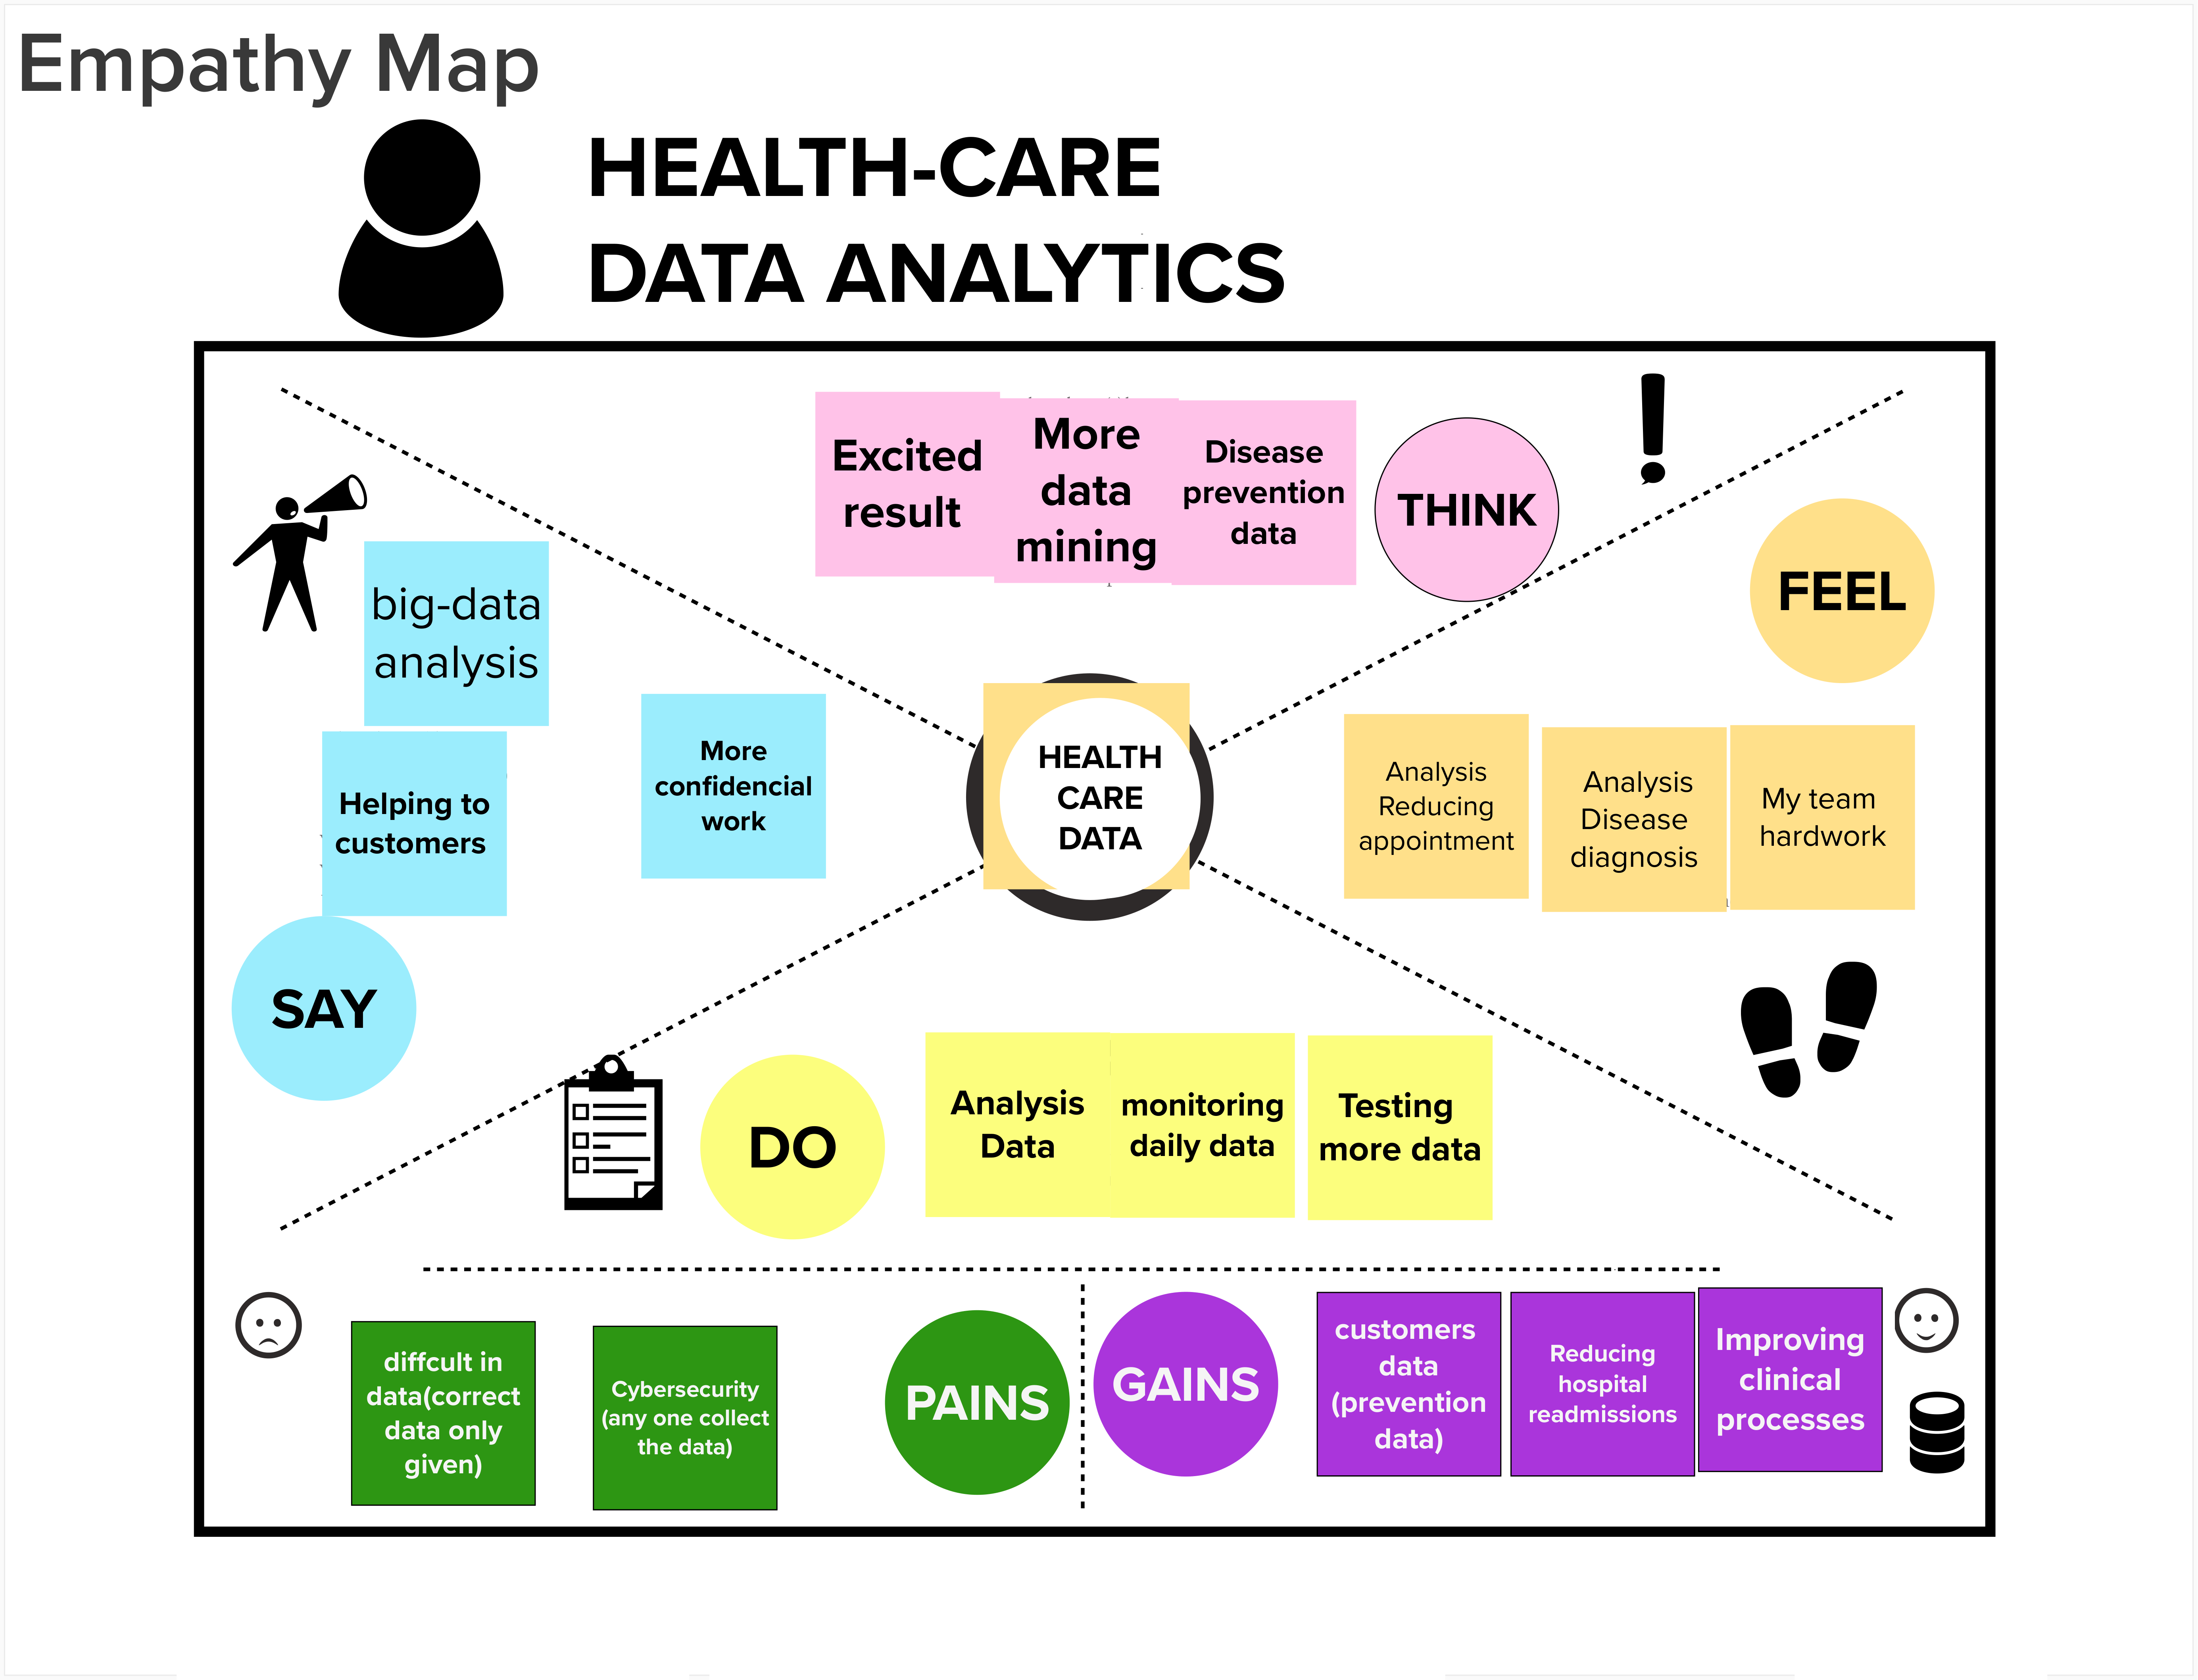 Empathy Map
HEALTH-CARE
DATA ANALYTICS
Excited
result
More
data
mining
Disease
prevention
data
THINK
FEEL
big-data
analysis
Helping to
customers
More
confidencial
work
SAY
HEALTH
CARE
DATA
Analysis
Reducing
appointment
Analysis
Disease
diagnosis
My team
hardwork
DO
Analysis
Data
monitoring
daily data
Testing
more data
diffcult in
data(correct
data only
given)
Cybersecurity
(any one collect
the data)
PAINS
GAINS
customers
data
(prevention
data)
Reducing
hospital
readmissions
Improving
clinical
processes